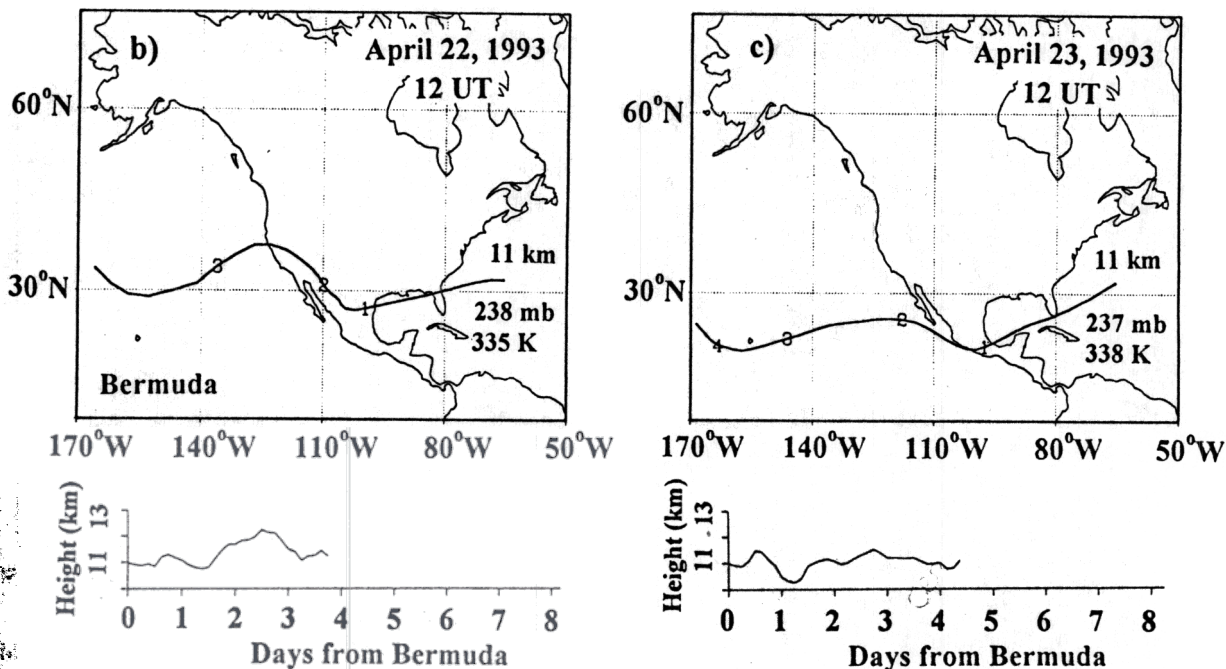 b)
April 22, 1993
12 UT
60°N
30°N
11 km
238 mb
335 K
Bermuda
3
2
1
170°W 140°W 110°W 80°W 50°W
Height (km)
13
11
0 1 2 3 4 5 6 7 8
Days from Bermuda
c)
April 23, 1993
12 UT
60°N
30°N
11 km
237 mb
338 K
4
3
2
1
170°W 140°W 110°W 80°W 50°W
Height (km)
13
11
0 1 2 3 4 5 6 7 8
Days from Bermuda